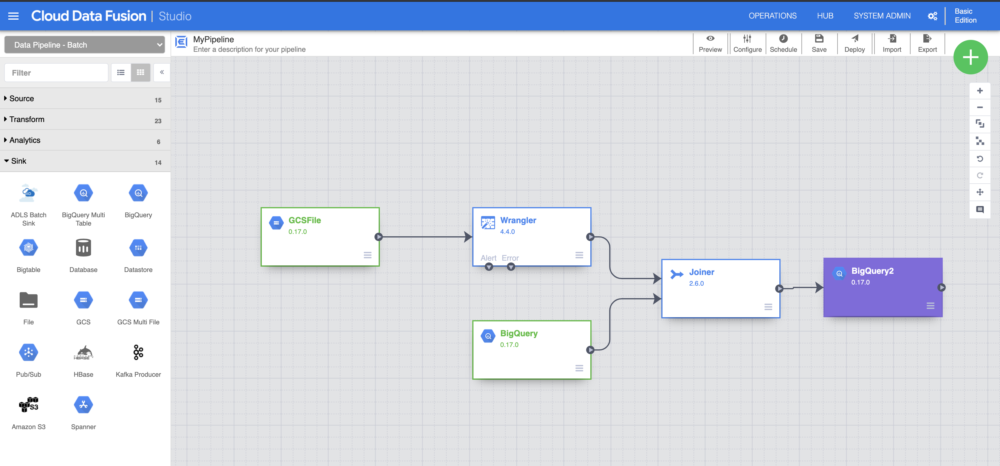 Cloud Data Fusion | Studio
OPERATIONS
HUB
SYSTEM ADMIN
Basic
Edition
Data Pipeline - Batch
MyPipeline
Enter a description for your pipeline
Preview
Configure
Schedule
Save
Deploy
Import
Export
Filter
Source 15
Transform 23
Analytics 6
Sink 14
ADLS Batch
Sink
BigQuery Multi
Table
BigQuery
Bigtable
Database
Datastore
File
GCS
GCS Multi File
Pub/Sub
APACHE
HBASE
HBase
Kafka Producer
S3
Amazon S3
Spanner
GCSFile
0.17.0
Wrangler
4.4.0
Alert Error
BigQuery
0.17.0
Joiner
2.6.0
BigQuery2
0.17.0